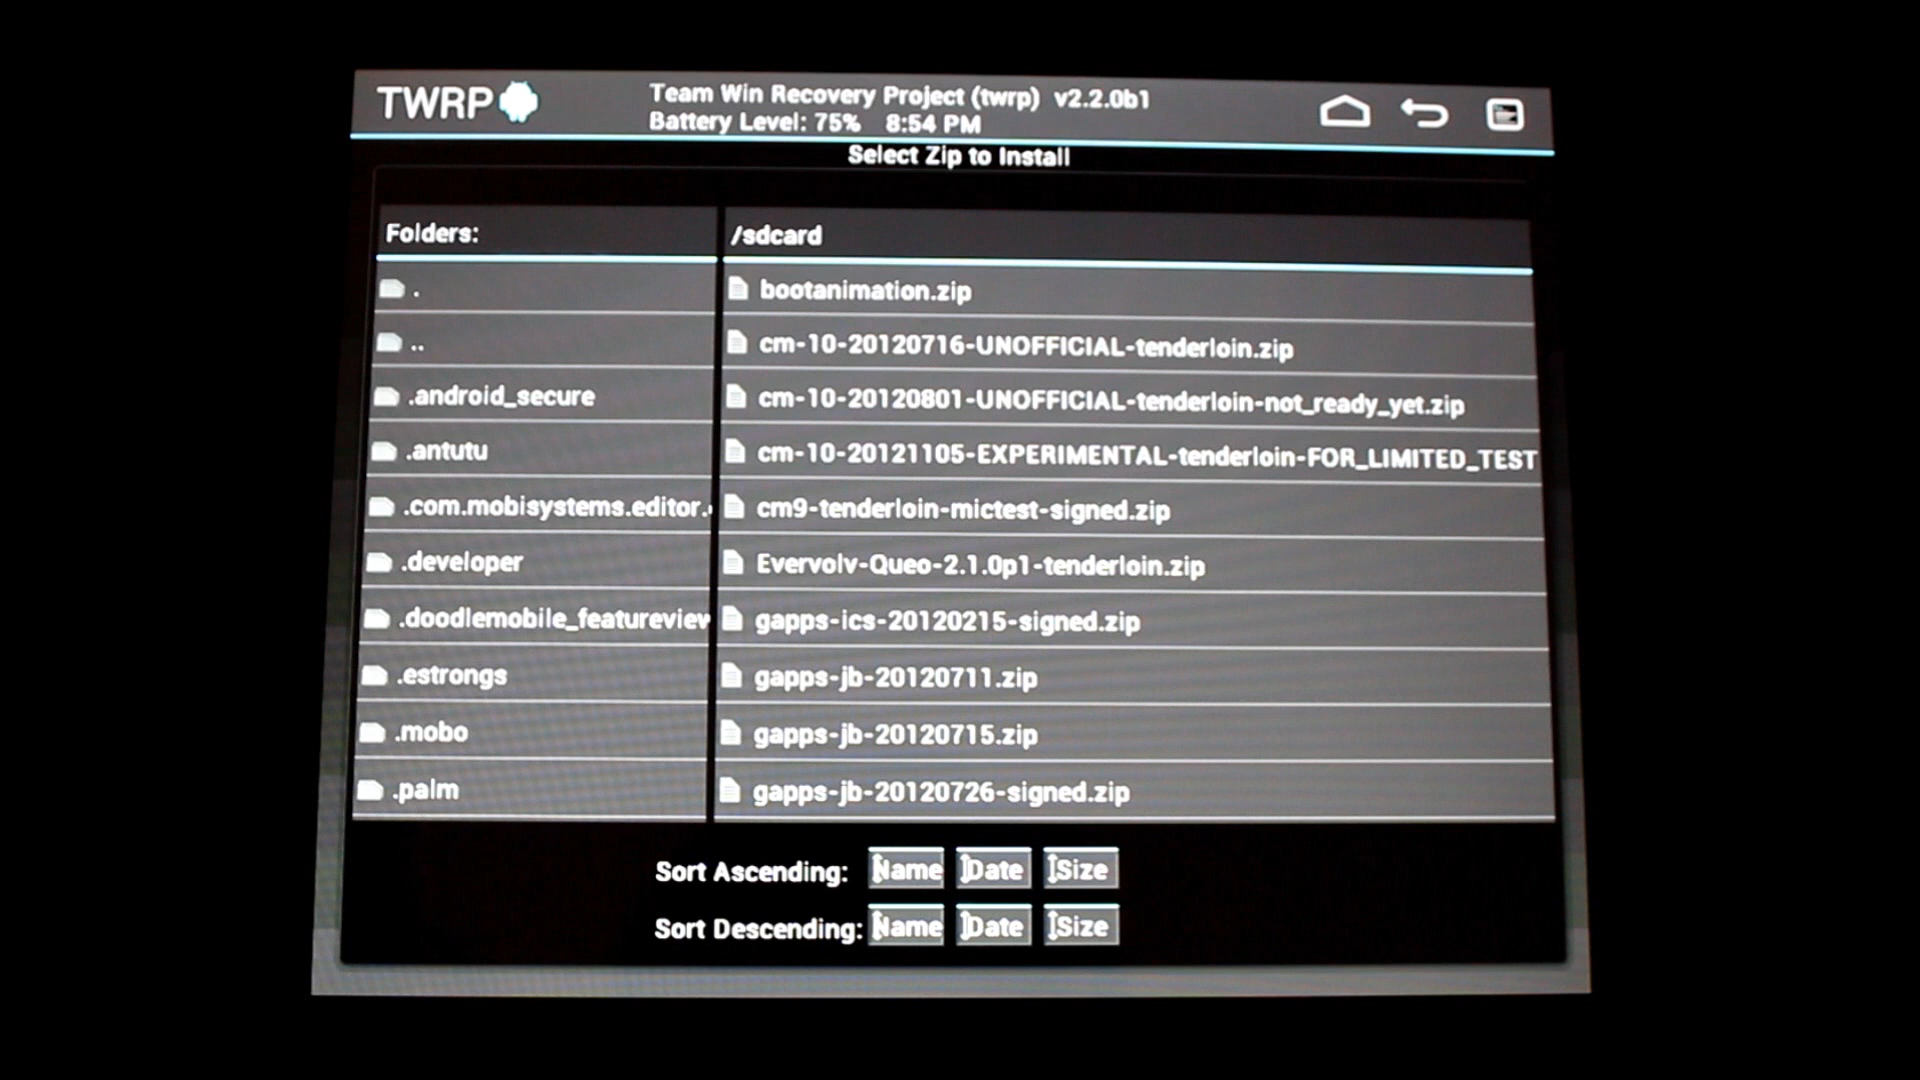 TWRP
Team Win Recovery Project (twrp) v2.2.0b1
Battery Level: 75% 8:54 PM
Select Zip to Install
Folders:
.
..
.android_secure
.antutu
.com.mobisystems.editor.
.developer
.doodlemobile_featureview
.estrongs
.mobo
.palm
/sdcard
bootanimation.zip
cm-10-20120716-UNOFFICIAL-tenderloin.zip
cm-10-20120801-UNOFFICIAL-tenderloin-not_ready_yet.zip
cm-10-20121105-EXPERIMENTAL-tenderloin-FOR_LIMITED_TEST
cm9-tenderloin-mictest-signed.zip
Evervolv-Queo-2.1.0p1-tenderloin.zip
gapps-ics-20120215-signed.zip
gapps-jb-20120711.zip
gapps-jb-20120715.zip
gapps-jb-20120726-signed.zip
Sort Ascending: Name Date Size
Sort Descending: Name Date Size